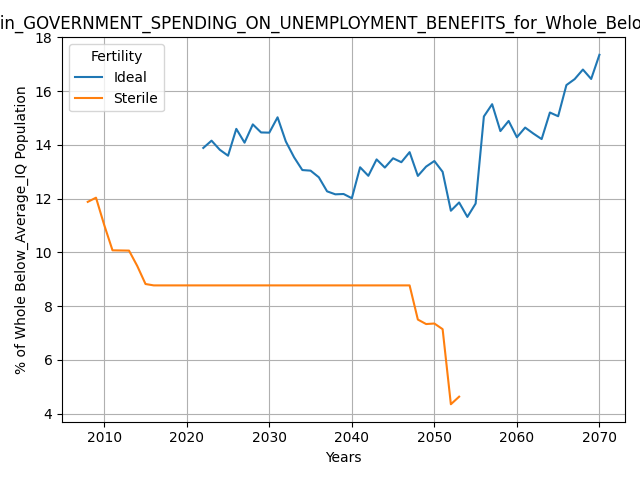 in_GOVERNMENT_SPENDING_ON_UNEMPLOYMENT_BENEFITS_for_Whole_Belo
Fertility
Ideal
Sterile
% of Whole Below_Average_IQ Population
18
16
14
12
10
8
6
4
2010 2020 2030 2040 2050 2060 2070
Years